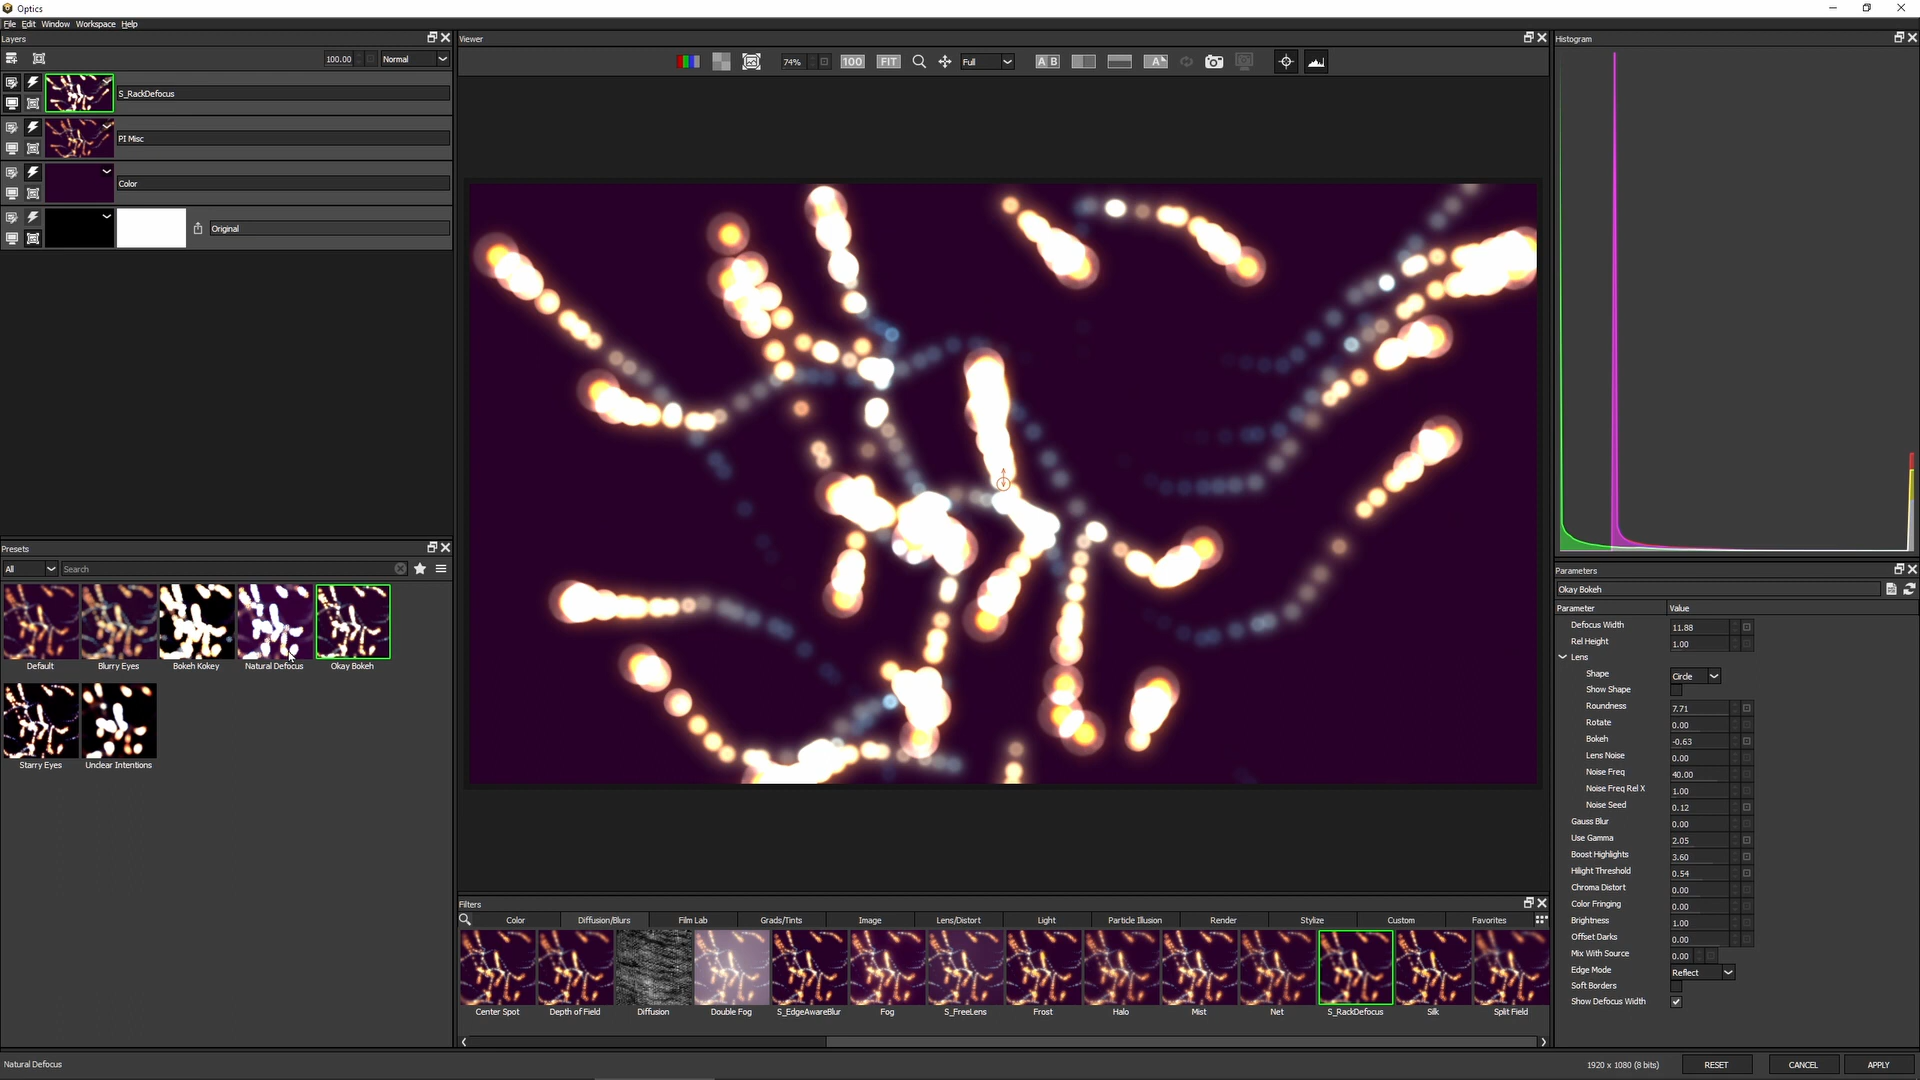 Optics
File Edit Window Workspace Help
Layers
100.00 Normal
S_RackDefocus
PI Misc
Color
Original
Viewer
74% 100 FIT Full A B A
Histogram
Presets
All Search
Default Blurry Eyes Bokeh Kokey Natural Defocus Okay Bokeh
Starry Eyes Unclear Intentions
Filters
Color Diffusion/Blurs Film Lab Grads/Tints Image Lens/Distort Light Particle Illusion Render Stylize Custom Favorites
Center Spot Depth of Field Diffusion Double Fog S_EdgeAwareBlur Fog S_FreeLens Frost Halo Mist Net S_RackDefocus Silk Split Field
Parameters
Okay Bokeh
Parameter Value
Defocus Width 11.88
Rel Height 1.00
Lens
Shape Circle
Show Shape
Roundness 7.71
Rotate 0.00
Bokeh -0.63
Lens Noise 0.00
Noise Freq 40.00
Noise Freq Rel X 1.00
Noise Seed 0.12
Gauss Blur 0.00
Use Gamma 2.05
Boost Highlights 3.60
Hilight Threshold 0.54
Chroma Distort 0.00
Color Fringing 0.00
Brightness 1.00
Offset Darks 0.00
Mix With Source 0.00
Edge Mode Reflect
Soft Borders
Show Defocus Width
Natural Defocus
1920 x 1080 (8 bits) RESET CANCEL APPLY